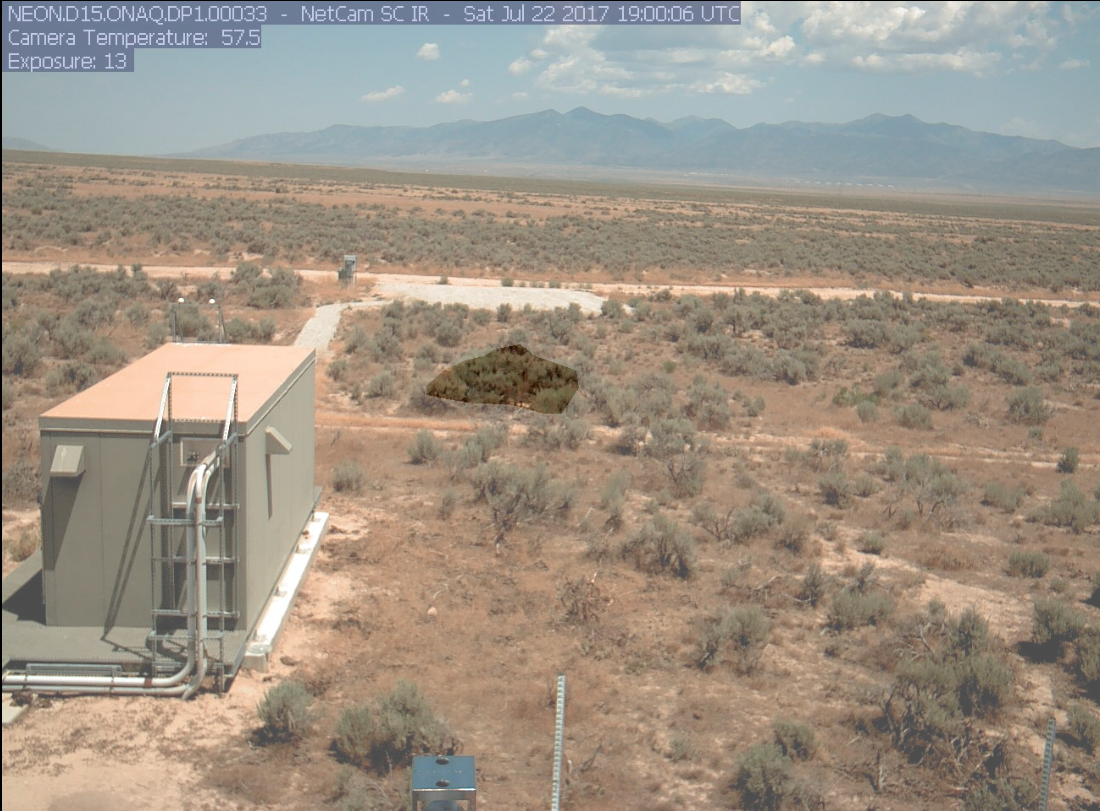 NEON.D15.ONAQ.DP1.00033 - NetCam SC IR - Sat Jul 22 2017 19:00:06 UTC
Camera Temperature: 57.5
Exposure: 13